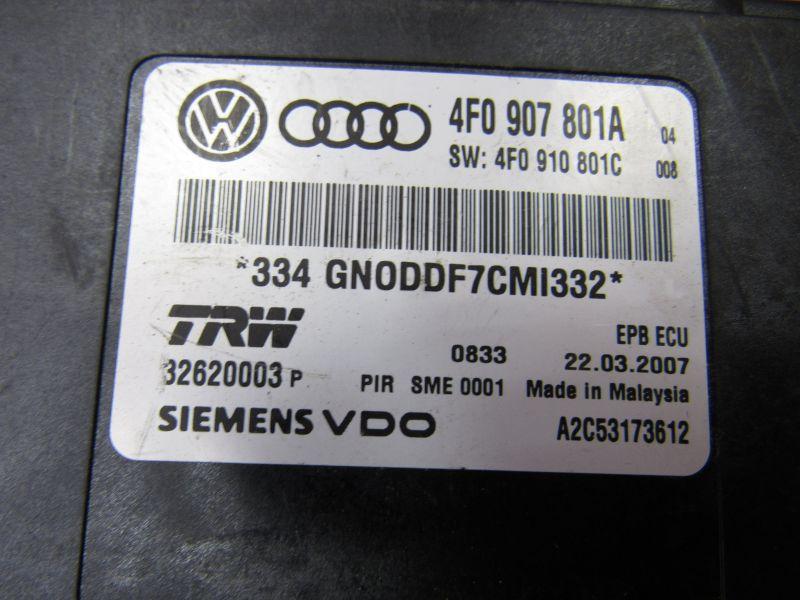 4F0 907 801A 04
SW: 4F0 910 801C 008
*334 GN0DDF7CMI332*
TRW EPB ECU
0833 22.03.2007
32620003 P PIR SME 0001 Made in Malaysia
SIEMENS VDO A2C53173612